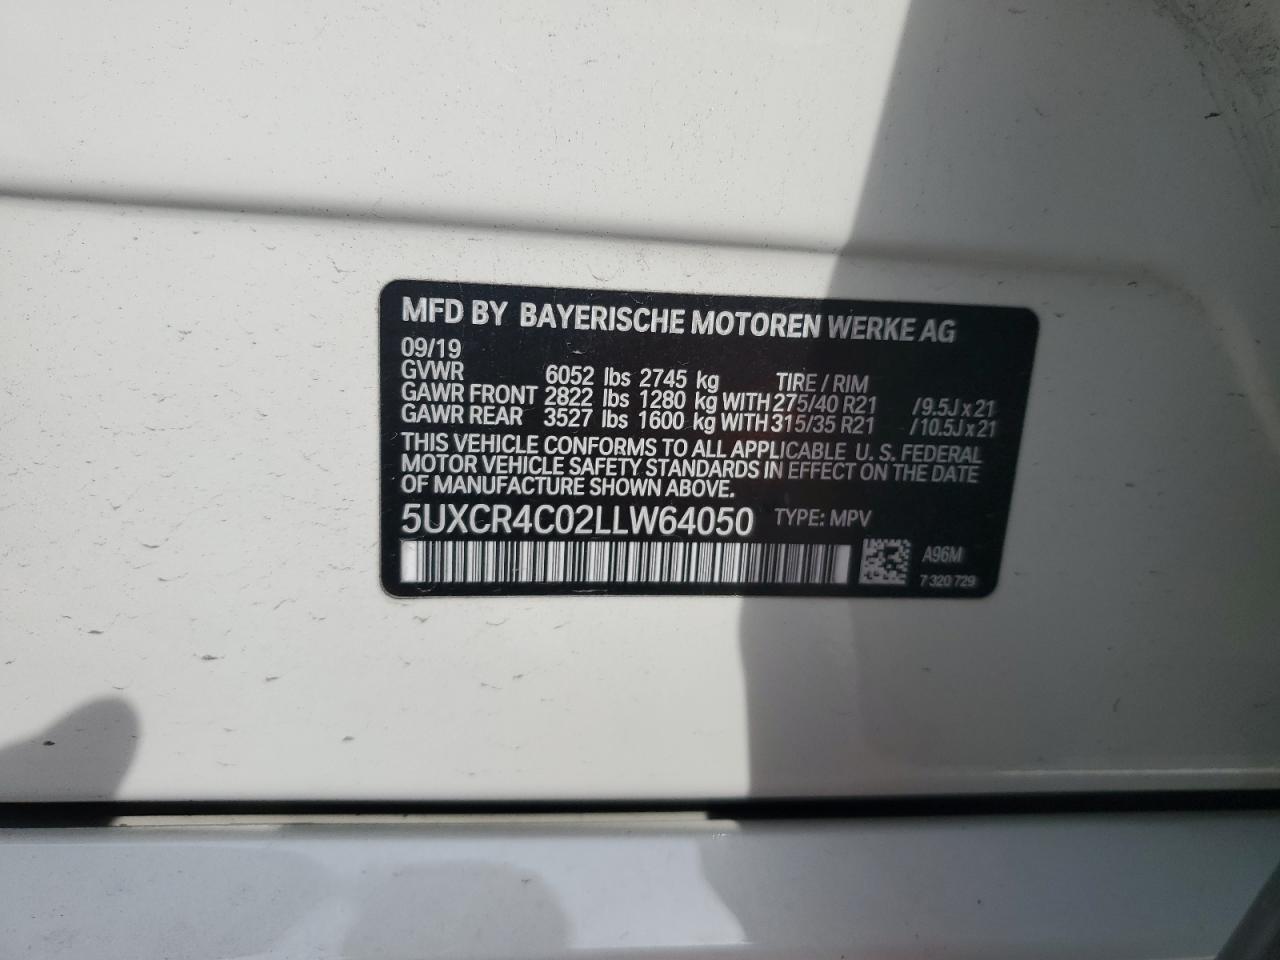 MFD BY BAYERISCHE MOTOREN WERKE AG
09/19
GVWR 6052 lbs 2745 kg TIRE / RIM
GAWR FRONT 2822 lbs 1280 kg WITH 275/40 R21 /9.5J x 21
GAWR REAR 3527 lbs 1600 kg WITH 315/35 R21 /10.5J x 21
THIS VEHICLE CONFORMS TO ALL APPLICABLE U. S. FEDERAL
MOTOR VEHICLE SAFETY STANDARDS IN EFFECT ON THE DATE
OF MANUFACTURE SHOWN ABOVE.
5UXCR4C02LLW64050 TYPE: MPV
A96M
7 320 729